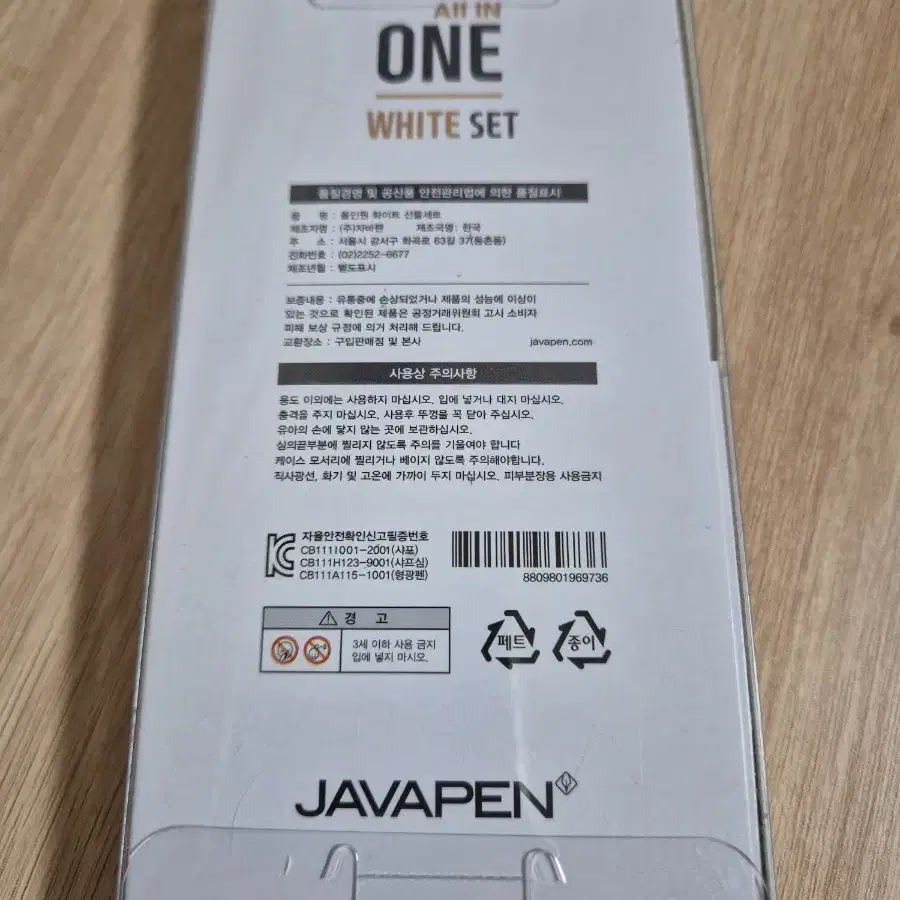 All IN
ONE
WHITE SET
품질경영 및 공산품 안전관리법에 의한 품질표시
품 명 : 올인원 화이트 선물세트
제조자명 : (주)자바펜 제조국명 : 한국
주 소 : 서울시 강서구 화곡로 63길 37(등촌동)
전화번호 : (02)2252-6677
제조년월 : 별도표시
보증내용 : 유통중에 손상되었거나 제품의 성능에 이상이
있는 것으로 확인된 제품은 공정거래위원회 고시 소비자
피해 보상 규정에 의거 처리해 드립니다.
교환장소 : 구입판매점 및 본사 javapen.com
사용상 주의사항
용도 이외에는 사용하지 마십시오. 입에 넣거나 대지 마십시오.
충격을 주지 마십시오. 사용후 뚜껑을 꼭 닫아 주십시오.
유아의 손에 닿지 않는 곳에 보관하십시오.
심의끝부분에 찔리지 않도록 주의를 기울여야 합니다
케이스 모서리에 찔리거나 베이지 않도록 주의해야합니다.
직사광선, 화기 및 고온에 가까이 두지 마십시오. 피부분장용 사용금지
자율안전확인신고필증번호
CB111I001-2001(샤프)
CB111H123-9001(샤프심)
CB111A115-1001(형광펜)
8809801969736
경 고
3세 이하 사용 금지
입에 넣지 마시오.
페트
종이
JAVAPEN